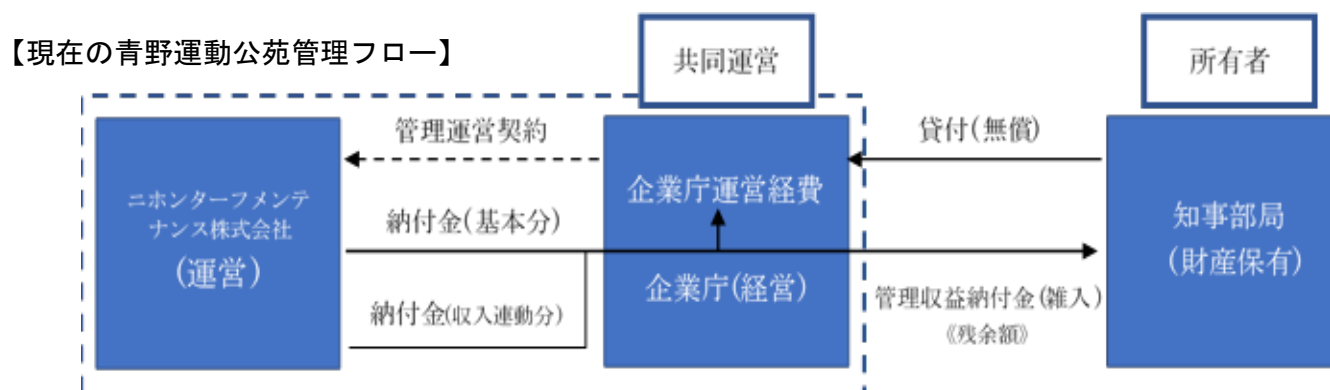 【現在の青野運動公苑管理フロー】
共同運営
所有者
ニホンターフメンテ
ナンス株式会社
(運営)
管理運営契約
納付金(基本分)
納付金(収入連動分)
企業庁運営経費
企業庁(経営)
貸付(無償)
管理収益納付金(雑入)
《残余額》
知事部局
(財産保有)